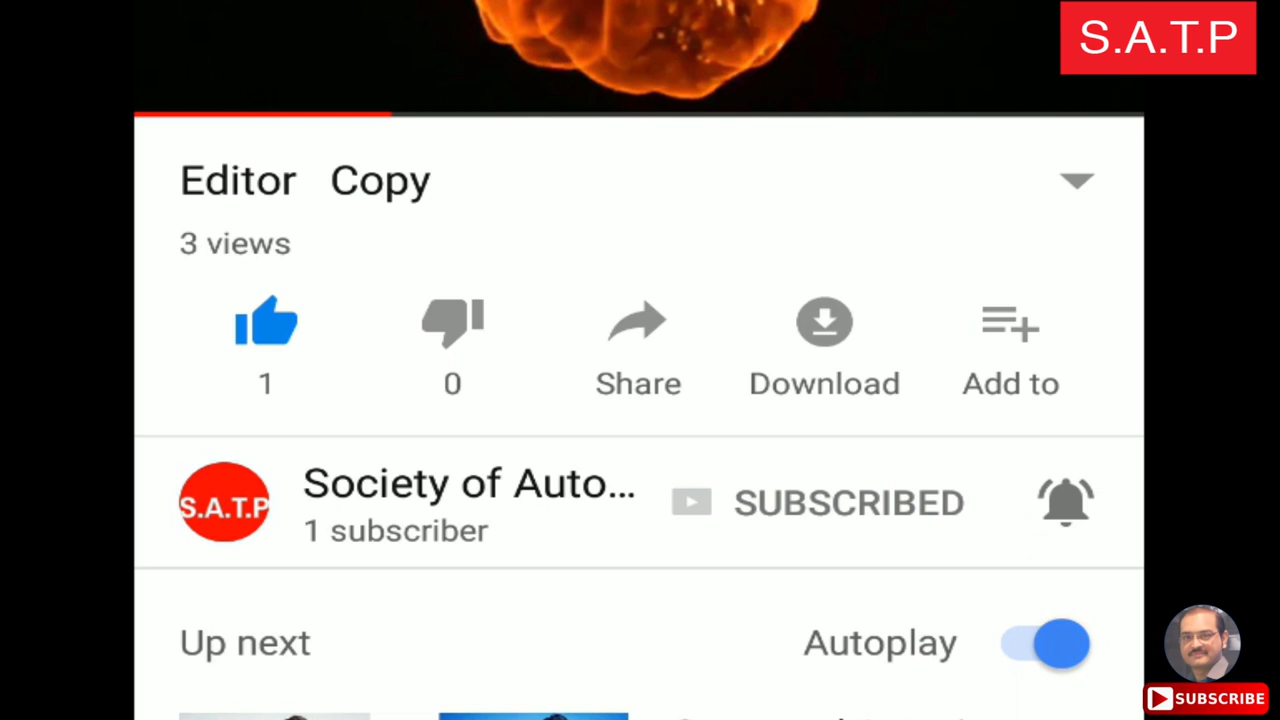 S.A.T.P
Editor Copy
3 views
1
0
Share
Download
Add to
S.A.T.P
Society of Auto...
1 subscriber
SUBSCRIBED
Up next
Autoplay
SUBSCRIBE